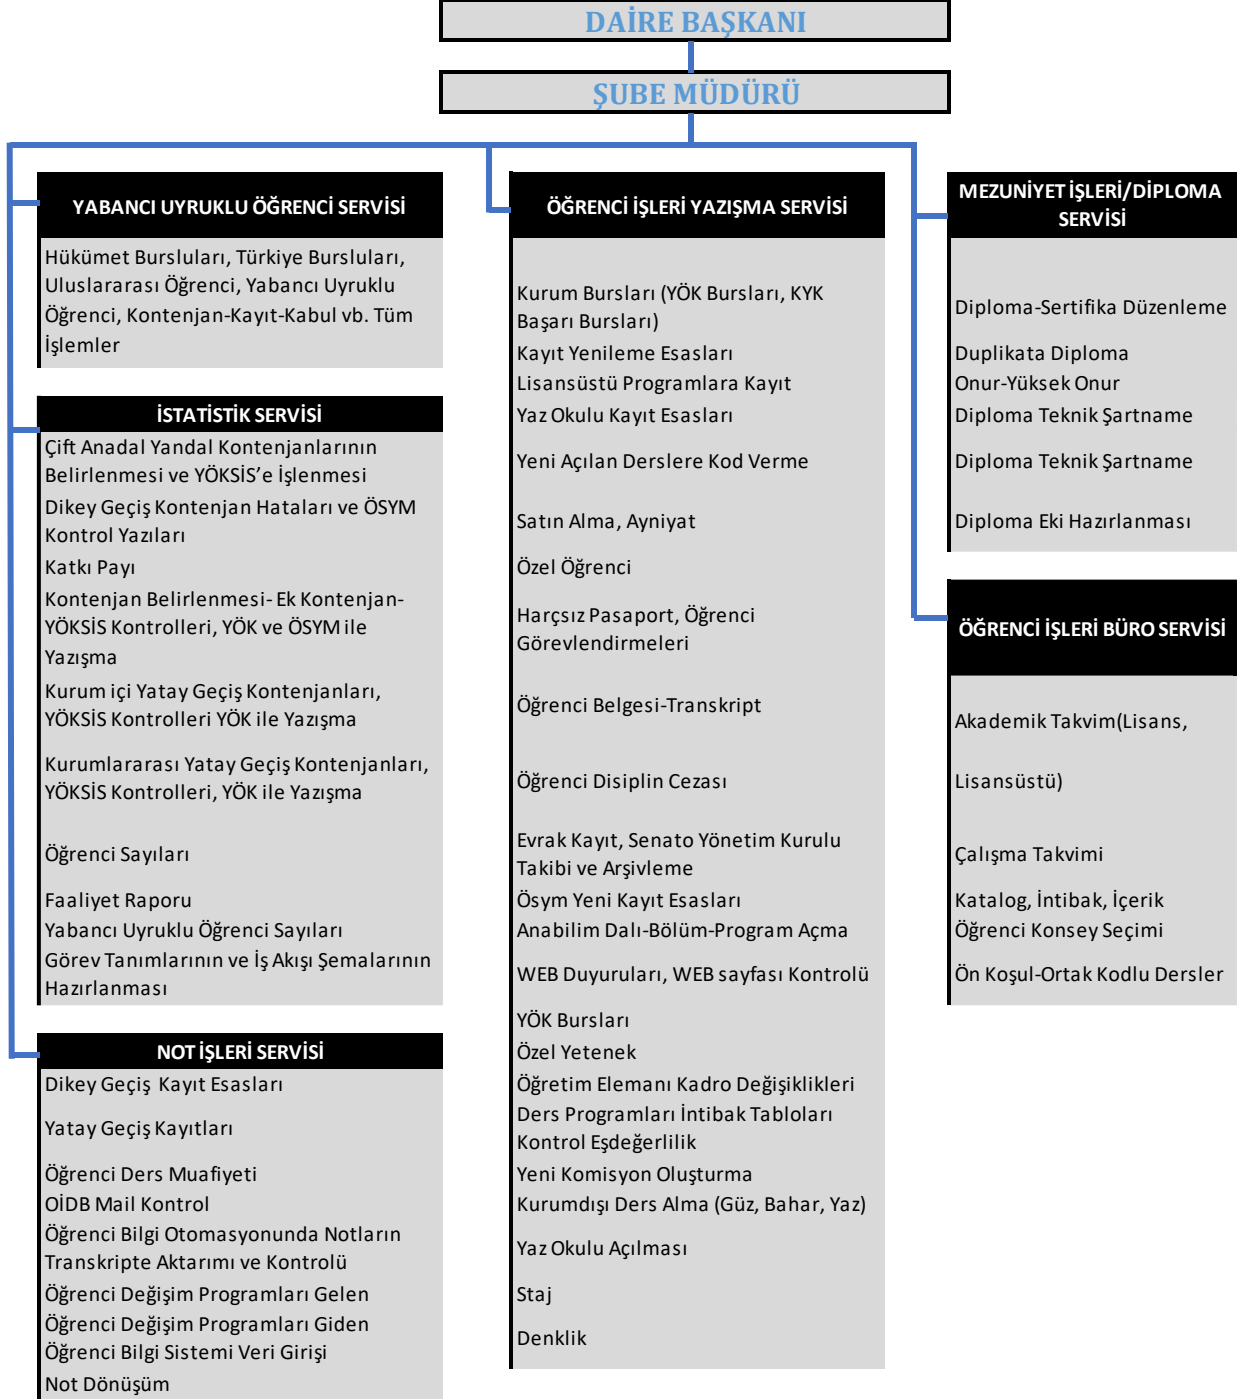 DAİRE BAŞKANI
ŞUBE MÜDÜRÜ
YABANCI UYRUKLU ÖĞRENCİ SERVİSİ
Hükümet Bursluları, Türkiye Bursluları,
Uluslararası Öğrenci, Yabancı Uyruklu
Öğrenci, Kontenjan-Kayıt-Kabul vb. Tüm
İşlemler
İSTATİSTİK SERVİSİ
Çift Anadal Yandal Kontenjanlarının
Belirlenmesi ve YÖKSİS’e İşlenmesi
Dikey Geçiş Kontenjan Hataları ve ÖSYM
Kontrol Yazıları
Katkı Payı
Kontenjan Belirlenmesi- Ek Kontenjan-
YÖKSİS Kontrolleri, YÖK ve ÖSYM ile
Yazışma
Kurum içi Yatay Geçiş Kontenjanları,
YÖKSİS Kontrolleri YÖK ile Yazışma
Kurumlararası Yatay Geçiş Kontenjanları,
YÖKSİS Kontrolleri, YÖK ile Yazışma
Öğrenci Sayıları
Faaliyet Raporu
Yabancı Uyruklu Öğrenci Sayıları
Görev Tanımlarının ve İş Akışı Şemalarının
Hazırlanması
NOT İŞLERİ SERVİSİ
Dikey Geçiş Kayıt Esasları
Yatay Geçiş Kayıtları
Öğrenci Ders Muafiyeti
OİDB Mail Kontrol
Öğrenci Bilgi Otomasyonunda Notların
Transkripte Aktarımı ve Kontrolü
Öğrenci Değişim Programları Gelen
Öğrenci Değişim Programları Giden
Öğrenci Bilgi Sistemi Veri Girişi
Not Dönüşüm
ÖĞRENCİ İŞLERİ YAZIŞMA SERVİSİ
Kurum Bursları (YÖK Bursları, KYK
Başarı Bursları)
Kayıt Yenileme Esasları
Lisansüstü Programlara Kayıt
Yaz Okulu Kayıt Esasları
Yeni Açılan Derslere Kod Verme
Satın Alma, Ayniyat
Özel Öğrenci
Harçsız Pasaport, Öğrenci
Görevlendirmeleri
Öğrenci Belgesi-Transkript
Öğrenci Disiplin Cezası
Evrak Kayıt, Senato Yönetim Kurulu
Takibi ve Arşivleme
Ösym Yeni Kayıt Esasları
Anabilim Dalı-Bölüm-Program Açma
WEB Duyuruları, WEB sayfası Kontrolü
YÖK Bursları
Özel Yetenek
Öğretim Elemanı Kadro Değişiklikleri
Ders Programları İntibak Tabloları
Kontrol Eşdeğerlilik
Yeni Komisyon Oluşturma
Kurumdışı Ders Alma (Güz, Bahar, Yaz)
Yaz Okulu Açılması
Staj
Denklik
MEZUNİYET İŞLERİ/DİPLOMA
SERVİSİ
Diploma-Sertifika Düzenleme
Duplikata Diploma
Onur-Yüksek Onur
Diploma Teknik Şartname
Diploma Teknik Şartname
Diploma Eki Hazırlanması
ÖĞRENCİ İŞLERİ BÜRO SERVİSİ
Akademik Takvim(Lisans,
Lisansüstü)
Çalışma Takvimi
Katalog, İntibak, İçerik
Öğrenci Konsey Seçimi
Ön Koşul-Ortak Kodlu Dersler